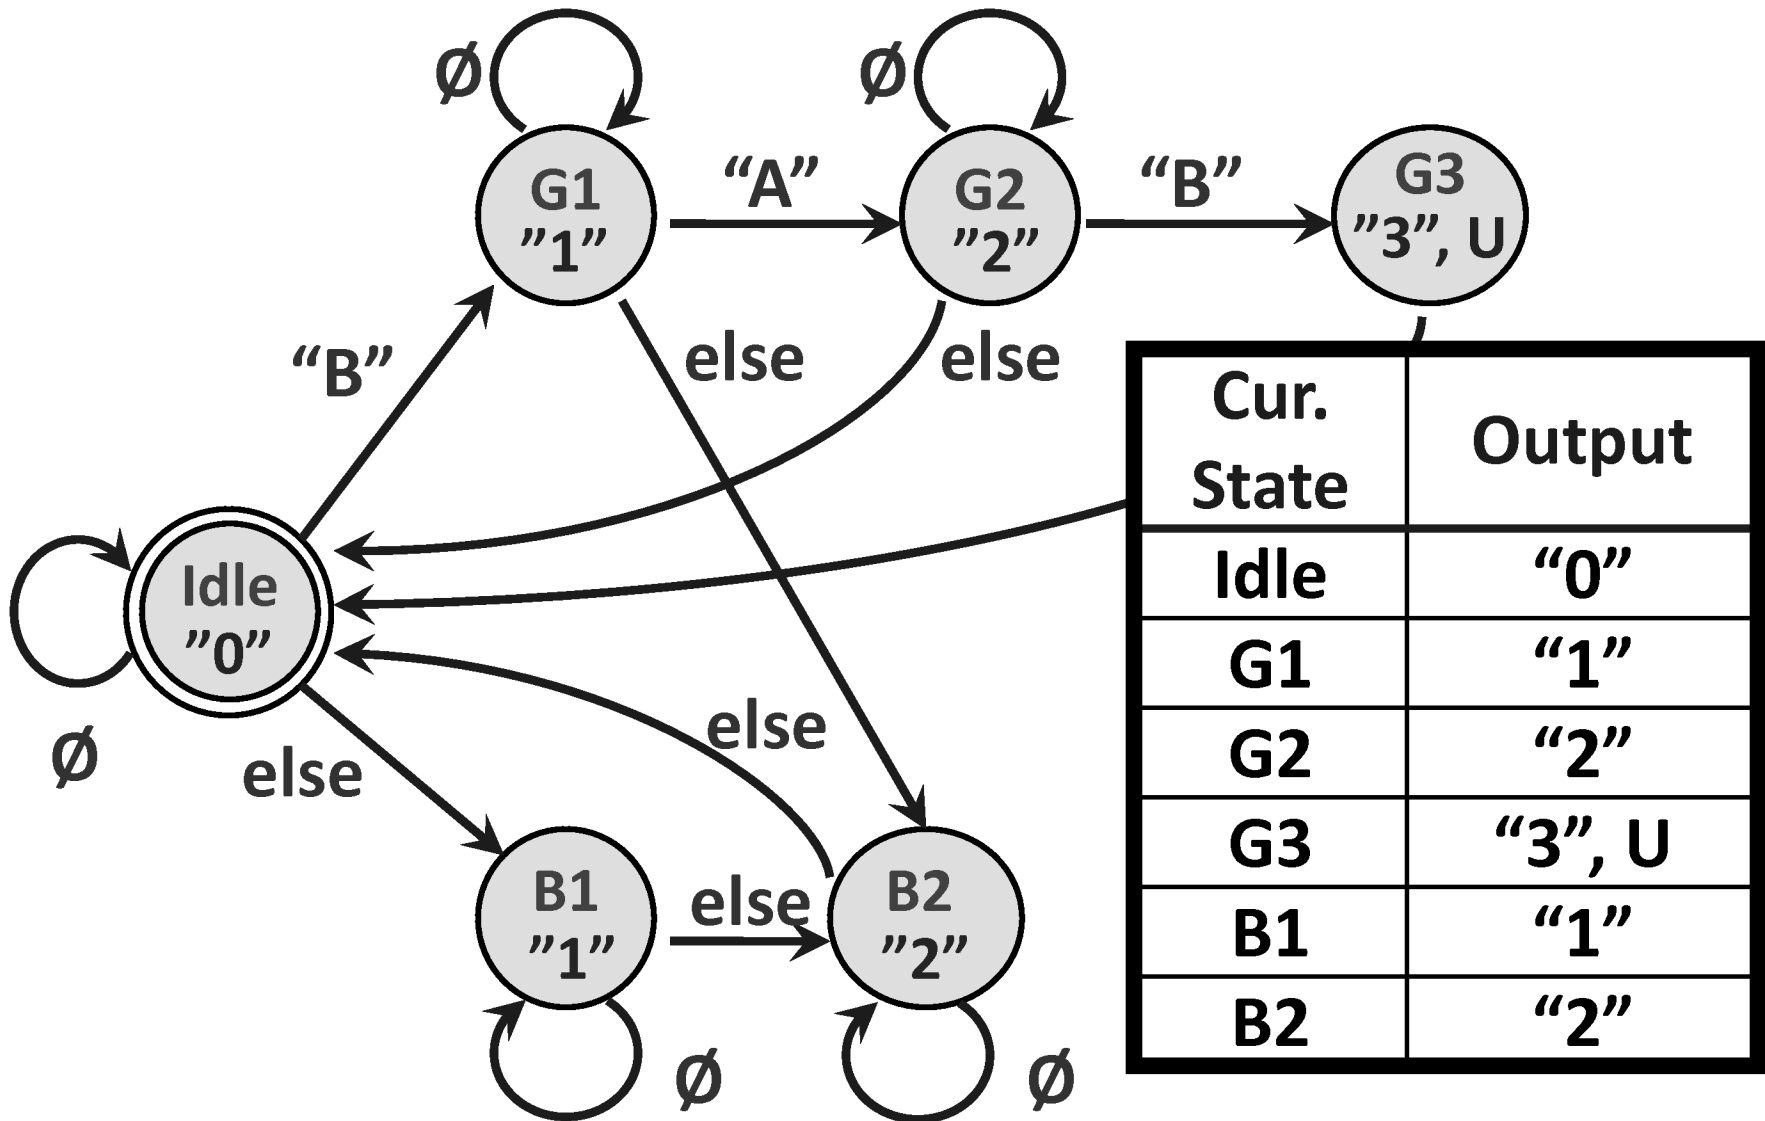 Ø
Ø
G1
”1”
“A”
G2
”2”
“B”
G3
”3”, U
“B”
else
else
Idle
”0”
Ø
else
else
B1
”1”
else
B2
”2”
Ø
Ø
Cur. State
Output
Idle
“0”
G1
“1”
G2
“2”
G3
“3”, U
B1
“1”
B2
“2”